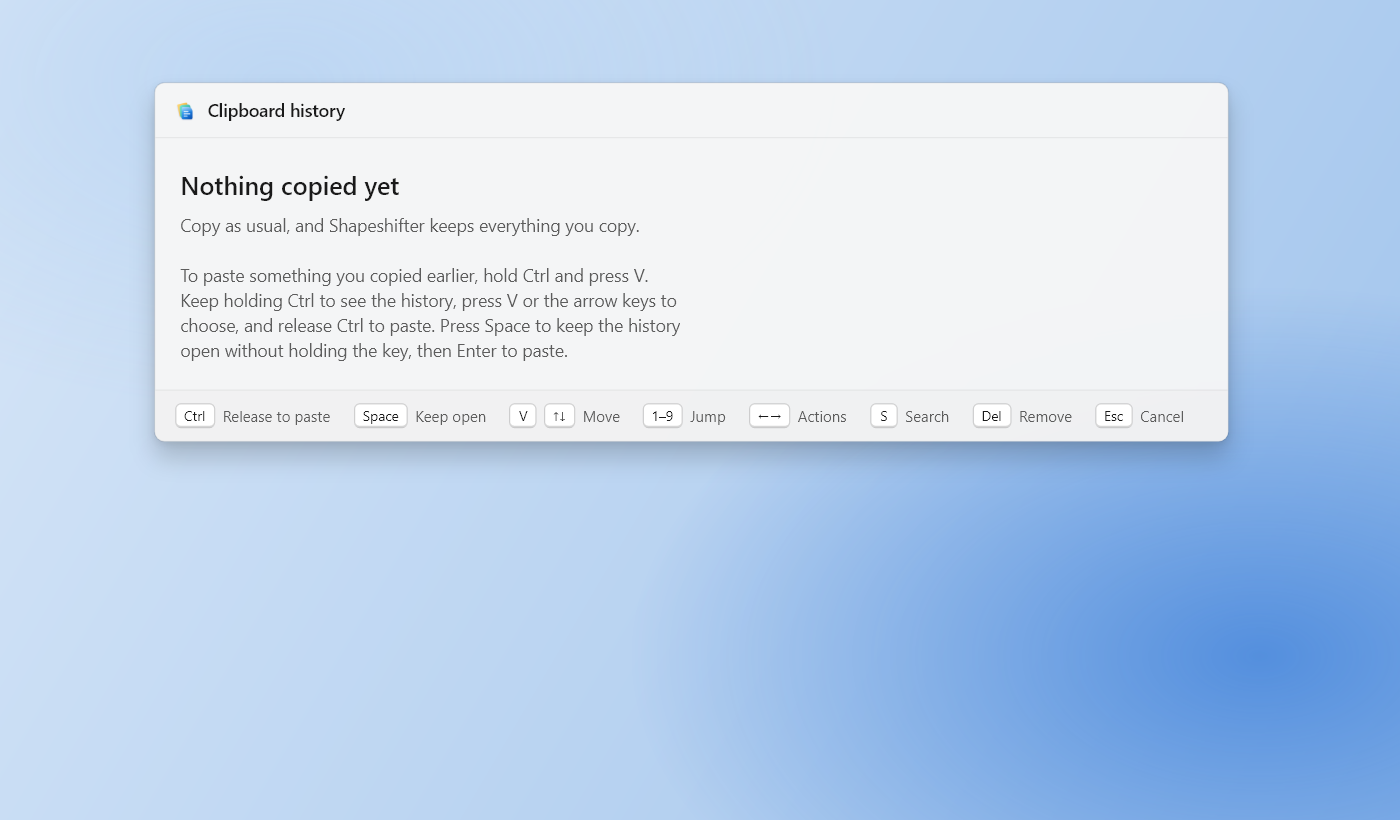 Clipboard history
Nothing copied yet
Copy as usual, and Shapeshifter keeps everything you copy.
To paste something you copied earlier, hold Ctrl and press V.
Keep holding Ctrl to see the history, press V or the arrow keys to
choose, and release Ctrl to paste. Press Space to keep the history
open without holding the key, then Enter to paste.
Ctrl Release to paste Space Keep open V ↑↓ Move 1–9 Jump ←→ Actions S Search Del Remove Esc Cancel